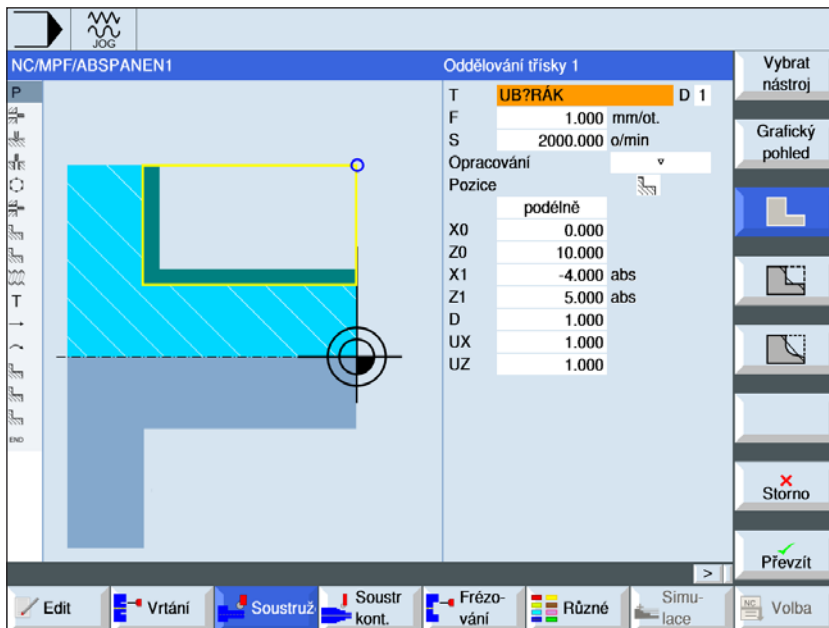 JOG
NC/MPF/ABSPANEN1
Oddělování třísky 1
P
T
END
T UB?RÁK D 1
F 1.000 mm/ot.
S 2000.000 o/min
Opracování ▿
Pozice
podélně
X0 0.000
Z0 10.000
X1 -4.000 abs
Z1 5.000 abs
D 1.000
UX 1.000
UZ 1.000
Vybrat
nástroj
Grafický
pohled
Storno
Převzít
>
Edit
Vrtání
Soustruž
Soustr
kont.
Frézo-
vání
Různé
Simu-
lace
NC
Volba